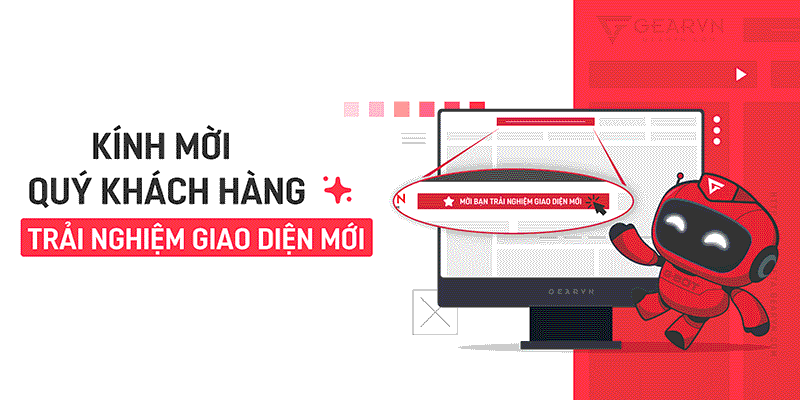 KÍNH MỜI
QUÝ KHÁCH HÀNG
TRẢI NGHIỆM GIAO DIỆN MỚI
N
MỜI BẠN TRẢI NGHIỆM GIAO DIỆN MỚI
GEARVN
GEARVN